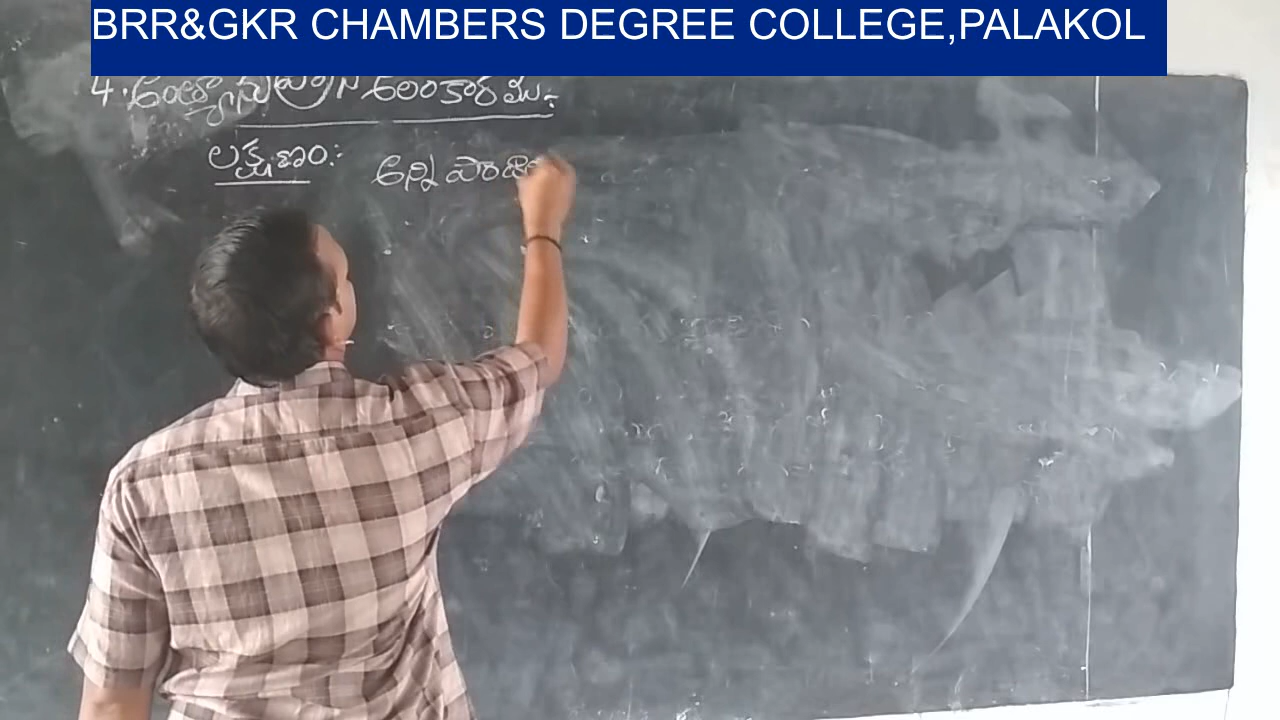 BRR&GKR CHAMBERS DEGREE COLLEGE,PALAKOL
4. అంత్యానుప్రాస అలంకారము:-
లక్షణం:- అన్ని పాదా